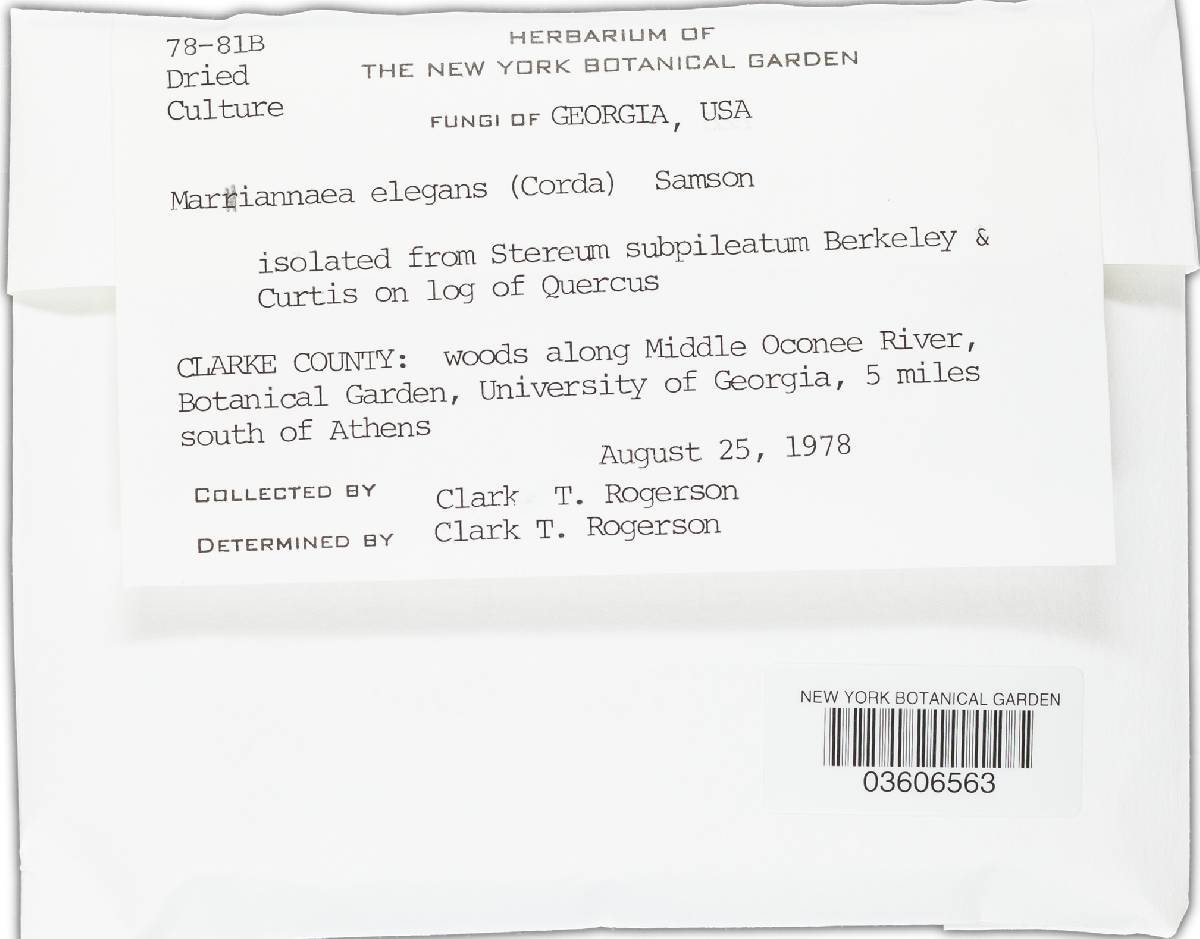 78-81B
Dried
Culture
HERBARIUM OF
THE NEW YORK BOTANICAL GARDEN
FUNGI OF GEORGIA, USA
Mariannaea elegans (Corda) Samson
isolated from Stereum subpileatum Berkeley &
Curtis on log of Quercus
CLARKE COUNTY: woods along Middle Oconee River,
Botanical Garden, University of Georgia, 5 miles
south of Athens
August 25, 1978
COLLECTED BY Clark T. Rogerson
DETERMINED BY Clark T. Rogerson
NEW YORK BOTANICAL GARDEN
03606563